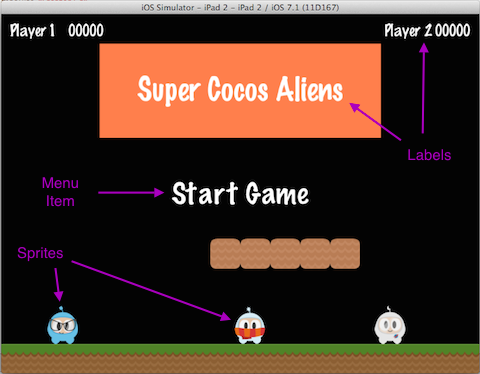 iOS Simulator - iPad 2 - iPad 2 / iOS 7.1 (11D167)
Player 1 00000
Player 2 00000
Super Cocos Aliens
Labels
Menu
Item
Start Game
Sprites